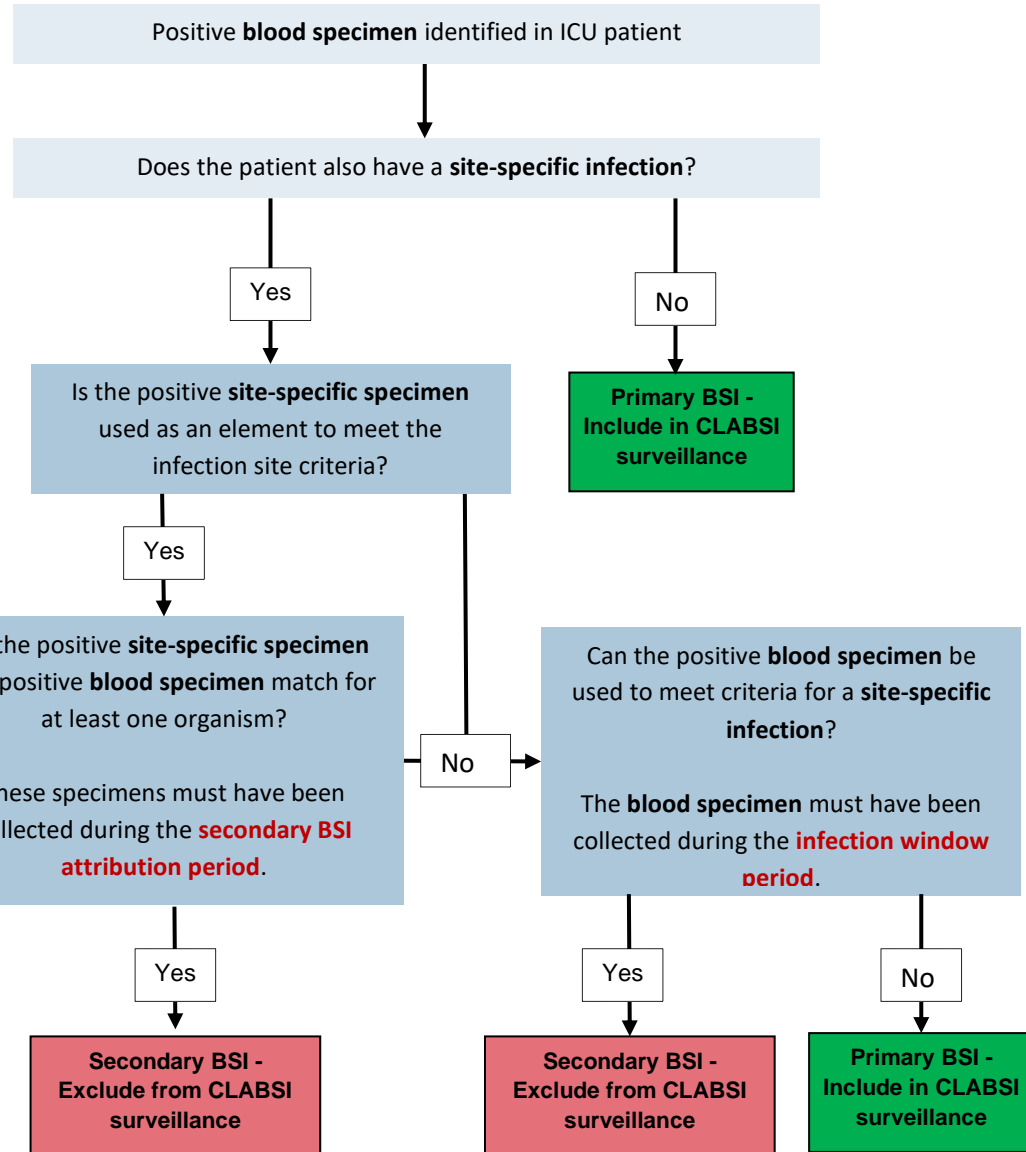 Positive blood specimen identified in ICU patient
Does the patient also have a site-specific infection?
Yes
No
Is the positive site-specific specimen
used as an element to meet the
infection site criteria?
Primary BSI -
Include in CLABSI
surveillance
Yes
the positive site-specific specimen
positive blood specimen match for
at least one organism?
specimens must have been
during the secondary BSI
attribution period.
No
Can the positive blood specimen be
used to meet criteria for a site-specific
infection?
The blood specimen must have been
collected during the infection window
period.
Yes
Yes
No
Secondary BSI -
Exclude from CLABSI
surveillance
Secondary BSI -
Exclude from CLABSI
surveillance
Primary BSI -
Include in CLABSI
surveillance